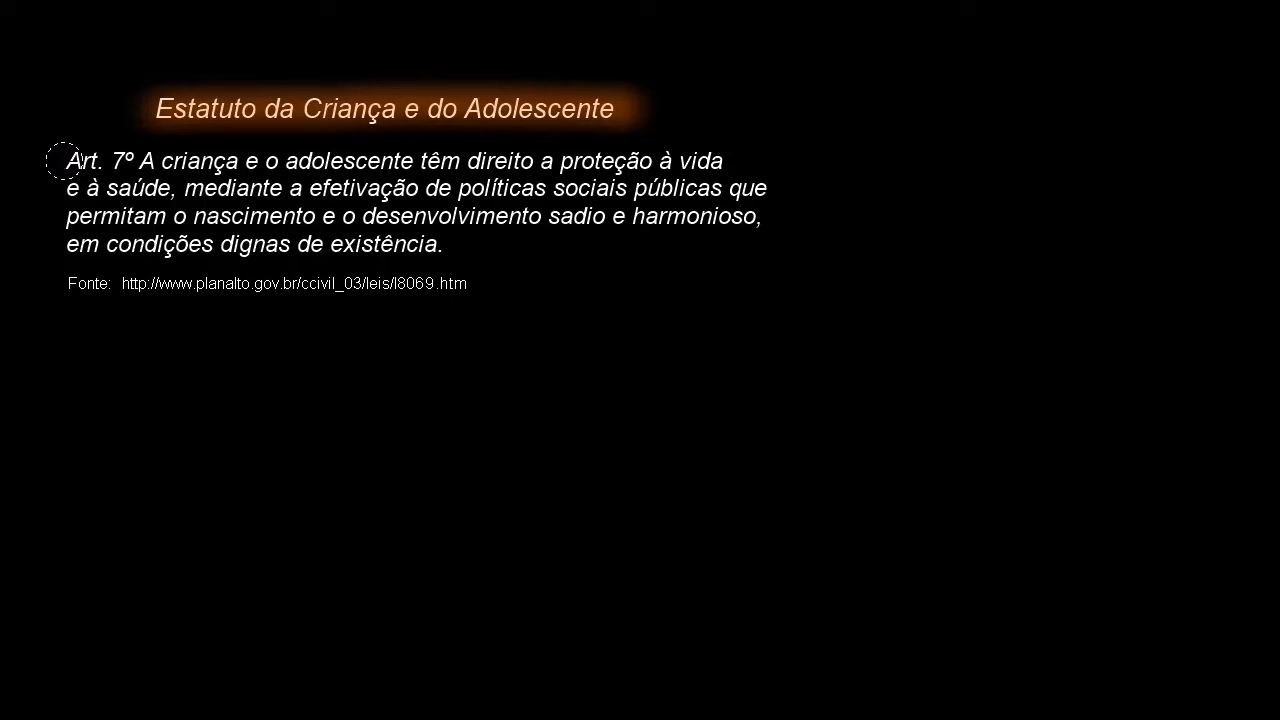 Estatuto da Criança e do Adolescente
Art. 7º A criança e o adolescente têm direito a proteção à vida
e à saúde, mediante a efetivação de políticas sociais públicas que
permitam o nascimento e o desenvolvimento sadio e harmonioso,
em condições dignas de existência.
Fonte: http://www.planalto.gov.br/ccivil_03/leis/l8069.htm